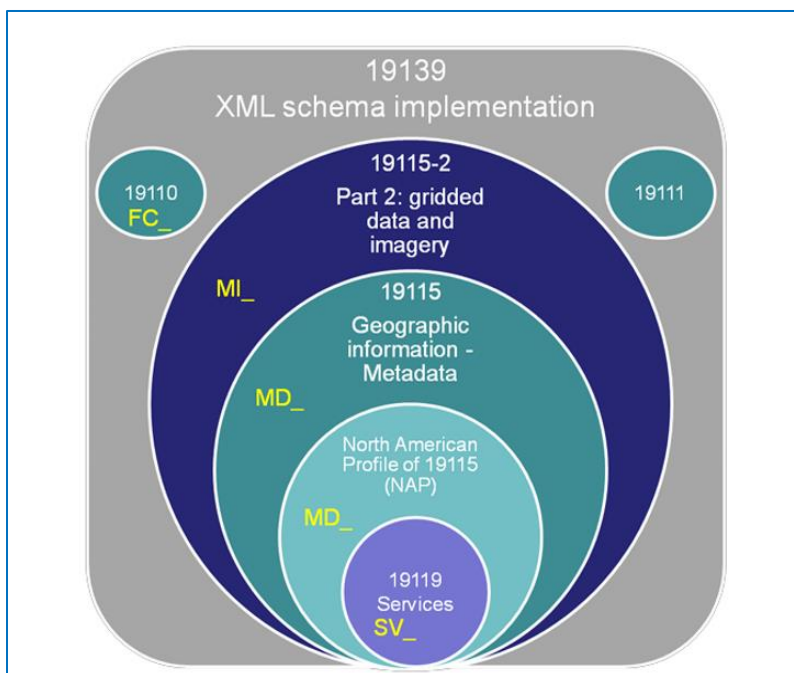 19139
XML schema implementation
19110
FC_
19111
19115-2
Part 2: gridded
data and
imagery
MI_
19115
Geographic
information -
Metadata
MD_
North American
Profile of 19115
(NAP)
MD_
19119
Services
SV_